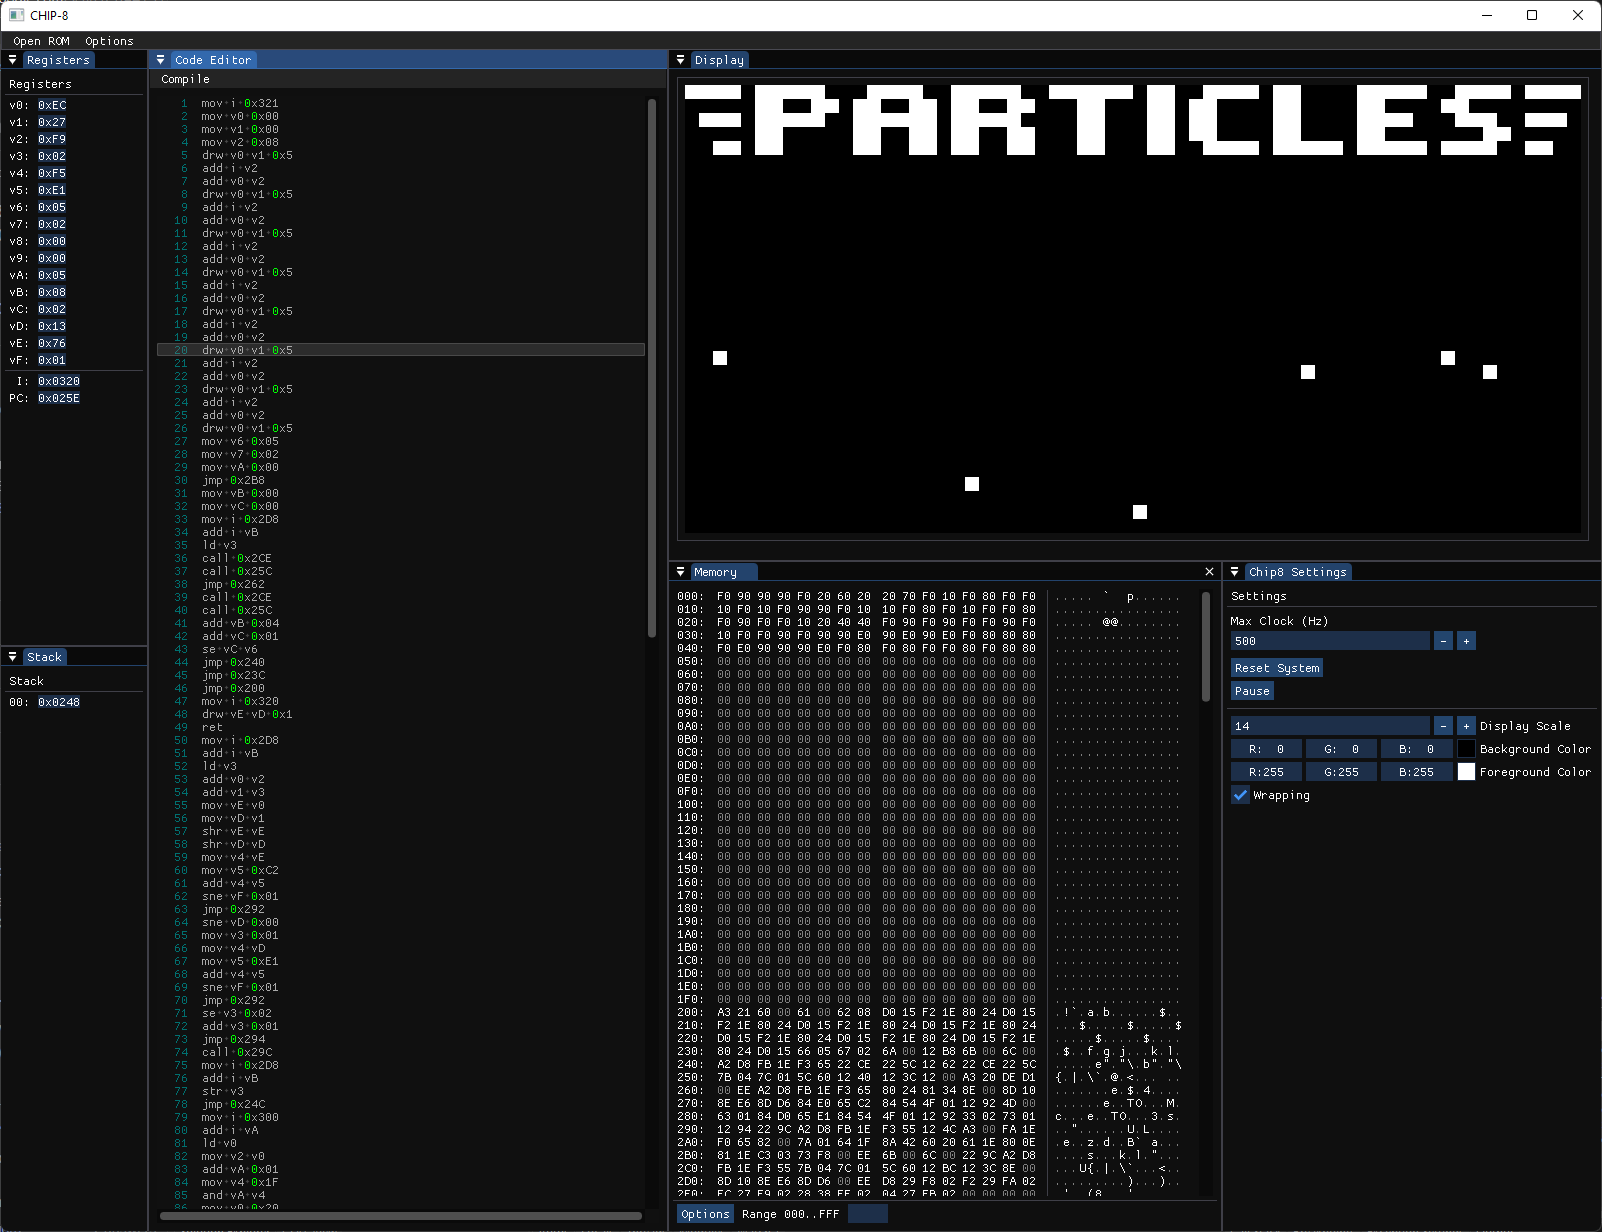 CHIP-8
Open ROM Options
Registers
Registers
v0: 0xEC
v1: 0x27
v2: 0xF9
v3: 0x02
v4: 0xF5
v5: 0xE1
v6: 0x05
v7: 0x02
v8: 0x00
v9: 0x00
vA: 0x05
vB: 0x08
vC: 0x02
vD: 0x13
vE: 0x76
vF: 0x01
I: 0x0320
PC: 0x025E
Stack
Stack
00: 0x0248
Code Editor
Compile
1 mov i 0x321
2 mov v0 0x00
3 mov v1 0x00
4 mov v2 0x08
5 drw v0 v1 0x5
6 add i v2
7 add v0 v2
8 drw v0 v1 0x5
9 add i v2
10 add v0 v2
11 drw v0 v1 0x5
12 add i v2
13 add v0 v2
14 drw v0 v1 0x5
15 add i v2
16 add v0 v2
17 drw v0 v1 0x5
18 add i v2
19 add v0 v2
20 drw v0 v1 0x5
21 add i v2
22 add v0 v2
23 drw v0 v1 0x5
24 add i v2
25 add v0 v2
26 drw v0 v1 0x5
27 mov v6 0x05
28 mov v7 0x02
29 mov vA 0x00
30 jmp 0x2B8
31 mov vB 0x00
32 mov vC 0x00
33 mov i 0x2D8
34 add i vB
35 ld v3
36 call 0x2CE
37 call 0x25C
38 jmp 0x262
39 call 0x2CE
40 call 0x25C
41 add vB 0x04
42 add vC 0x01
43 se vC v6
44 jmp 0x240
45 jmp 0x23C
46 jmp 0x200
47 mov i 0x320
48 drw vE vD 0x1
49 ret
50 mov i 0x2D8
51 add i vB
52 ld v3
53 add v0 v2
54 add v1 v3
55 mov vE v0
56 mov vD v1
57 shr vE vE
58 shr vD vD
59 mov v4 vE
60 mov v5 0xC2
61 add v4 v5
62 sne vF 0x01
63 jmp 0x292
64 sne vD 0x00
65 mov v3 0x01
66 mov v4 vD
67 mov v5 0xE1
68 add v4 v5
69 sne vF 0x01
70 jmp 0x292
71 se v3 0x02
72 add v3 0x01
73 jmp 0x294
74 call 0x29C
75 mov i 0x2D8
76 add i vB
77 str v3
78 jmp 0x24C
79 mov i 0x300
80 add i vA
81 ld v0
82 mov v2 v0
83 add vA 0x01
84 mov v4 0x1F
85 and vA v4
86 mov v0 0x20
Display
PARTICLES
Memory
000: F0 90 90 90 F0 20 60 20 20 70 F0 10 F0 80 F0 F0 ..... ` p......
010: 10 F0 10 F0 90 90 F0 10 10 F0 80 F0 10 F0 F0 80 ................
020: F0 90 F0 F0 10 20 40 40 F0 90 F0 90 F0 F0 90 F0 ..... @@........
030: 10 F0 F0 90 F0 90 90 E0 90 E0 90 E0 F0 80 80 80 ................
040: F0 E0 90 90 90 E0 F0 80 F0 80 F0 80 F0 80 80 ................
050: 00 00 00 00 00 00 00 00 00 00 00 00 00 00 00 00 ................
060: 00 00 00 00 00 00 00 00 00 00 00 00 00 00 00 00 ................
070: 00 00 00 00 00 00 00 00 00 00 00 00 00 00 00 00 ................
080: 00 00 00 00 00 00 00 00 00 00 00 00 00 00 00 00 ................
090: 00 00 00 00 00 00 00 00 00 00 00 00 00 00 00 00 ................
0A0: 00 00 00 00 00 00 00 00 00 00 00 00 00 00 00 00 ................
0B0: 00 00 00 00 00 00 00 00 00 00 00 00 00 00 00 00 ................
0C0: 00 00 00 00 00 00 00 00 00 00 00 00 00 00 00 00 ................
0D0: 00 00 00 00 00 00 00 00 00 00 00 00 00 00 00 00 ................
0E0: 00 00 00 00 00 00 00 00 00 00 00 00 00 00 00 00 ................
0F0: 00 00 00 00 00 00 00 00 00 00 00 00 00 00 00 00 ................
100: 00 00 00 00 00 00 00 00 00 00 00 00 00 00 00 00 ................
110: 00 00 00 00 00 00 00 00 00 00 00 00 00 00 00 00 ................
120: 00 00 00 00 00 00 00 00 00 00 00 00 00 00 00 00 ................
130: 00 00 00 00 00 00 00 00 00 00 00 00 00 00 00 00 ................
140: 00 00 00 00 00 00 00 00 00 00 00 00 00 00 00 00 ................
150: 00 00 00 00 00 00 00 00 00 00 00 00 00 00 00 00 ................
160: 00 00 00 00 00 00 00 00 00 00 00 00 00 00 00 00 ................
170: 00 00 00 00 00 00 00 00 00 00 00 00 00 00 00 00 ................
180: 00 00 00 00 00 00 00 00 00 00 00 00 00 00 00 00 ................
190: 00 00 00 00 00 00 00 00 00 00 00 00 00 00 00 00 ................
1A0: 00 00 00 00 00 00 00 00 00 00 00 00 00 00 00 00 ................
1B0: 00 00 00 00 00 00 00 00 00 00 00 00 00 00 00 00 ................
1C0: 00 00 00 00 00 00 00 00 00 00 00 00 00 00 00 00 ................
1D0: 00 00 00 00 00 00 00 00 00 00 00 00 00 00 00 00 ................
1E0: 00 00 00 00 00 00 00 00 00 00 00 00 00 00 00 00 ................
1F0: 00 00 00 00 00 00 00 00 00 00 00 00 00 00 00 00 ................
200: A3 21 60 00 61 00 62 08 D0 15 F2 1E 80 24 D0 15 .!`.a.b......$..
210: F2 1E 80 24 D0 15 F2 1E 80 24 D0 15 F2 1E 80 24 ...$.....$.....$
220: D0 15 F2 1E 80 24 D0 15 F2 1E 80 24 D0 15 F2 1E .....$.....$....
230: 80 24 D0 15 66 05 67 02 6A 00 12 B8 6B 00 6C 00 .$..f.g.j...k.l.
240: A2 D8 FB 1E F3 65 22 CE 22 5C 12 62 22 CE 22 5C .....e"."\.b"."\
250: 7B 04 7C 01 5C 60 12 40 12 3C 12 00 A3 20 DE D1 {.|.\`.@.<... ..
260: 00 EE A2 D8 FB 1E F3 65 80 24 81 34 8E 00 8D 10 .......e.$.4....
270: 8E E6 8D D6 84 E0 65 C2 84 54 4F 01 12 92 4D 00 ......e..TO...M.
280: 63 01 84 D0 65 E1 84 54 4F 01 12 92 33 02 73 01 c...e..TO...3.s.
290: 12 94 22 9C A2 D8 FB 1E F3 55 12 4C A3 00 FA 1E ..".....\.U.L....
2A0: F0 65 82 00 7A 01 64 1F 8A 42 60 20 61 1E 80 0E .e..z.d..B` a...
2B0: 81 1E C3 03 73 F8 00 EE 6B 00 6C 00 22 9C A2 D8 ....s...k.l."...
2C0: FB 1E F3 55 7B 04 7C 01 5C 60 12 BC 12 3C 8E 00 ...U{.|.\`...<..
2D0: 8D 10 8E E6 8D D6 00 EE D8 29 F8 02 F2 29 FA 02 .........)...)..
2E0: EC 27 F9 02 28 38 FE 02 04 27 FB 02 00 00 00 00
Options Range 000..FFF
Chip8 Settings
Settings
Max Clock (Hz)
500 - +
Reset System
Pause
14 - + Display Scale
R: 0 G: 0 B: 0 Background Color
R:255 G:255 B:255 Foreground Color
Wrapping